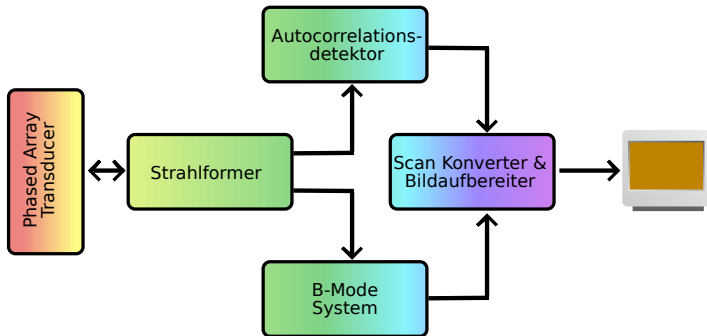 Phased Array
Transducer
Strahlformer
Autocorrelations-
detektor
B-Mode
System
Scan Konverter &
Bildaufbereiter